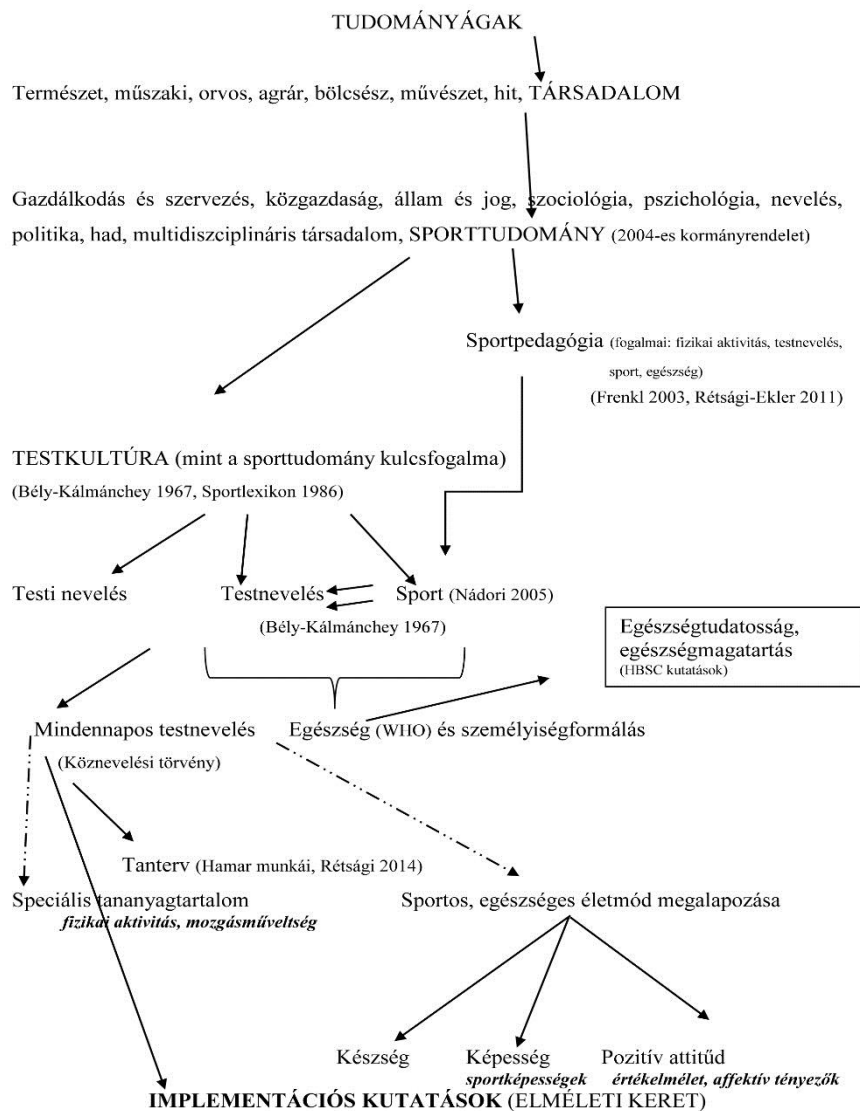 TUDOMÁNYÁGAK
Természet, műszaki, orvos, agrár, bölcsész, művészet, hit, TÁRSADALOM
Gazdálkodás és szervezés, közgazdaság, állam és jog, szociológia, pszichológia, nevelés,
politika, had, multidiszciplináris társadalom, SPORTTUDOMÁNY (2004-es kormányrendelet)
Sportpedagógia (fogalmai: fizikai aktivitás, testnevelés,
sport, egészség)
(Frenkl 2003, Rétsági-Ekler 2011)
TESTKULTÚRA (mint a sporttudomány kulcsfogalma)
(Bély-Kálmánchey 1967, Sportlexikon 1986)
Testi nevelés Testnevelés Sport (Nádori 2005)
(Bély-Kálmánchey 1967)
Egészségtudatosság,
egészségmagatartás
(HBSC kutatások)
Mindennapos testnevelés Egészség (WHO) és személyiségformálás
(Köznevelési törvény)
Tanterv (Hamar munkái, Rétsági 2014)
Speciális tananyagtartalom Sportos, egészséges életmód megalapozása
fizikai aktivitás, mozgásműveltség
Készség Képesség Pozitív attitűd
sportképességek értékelmélet, affektív tényezők
IMPLEMENTÁCIÓS KUTATÁSOK (ELMÉLETI KERET)